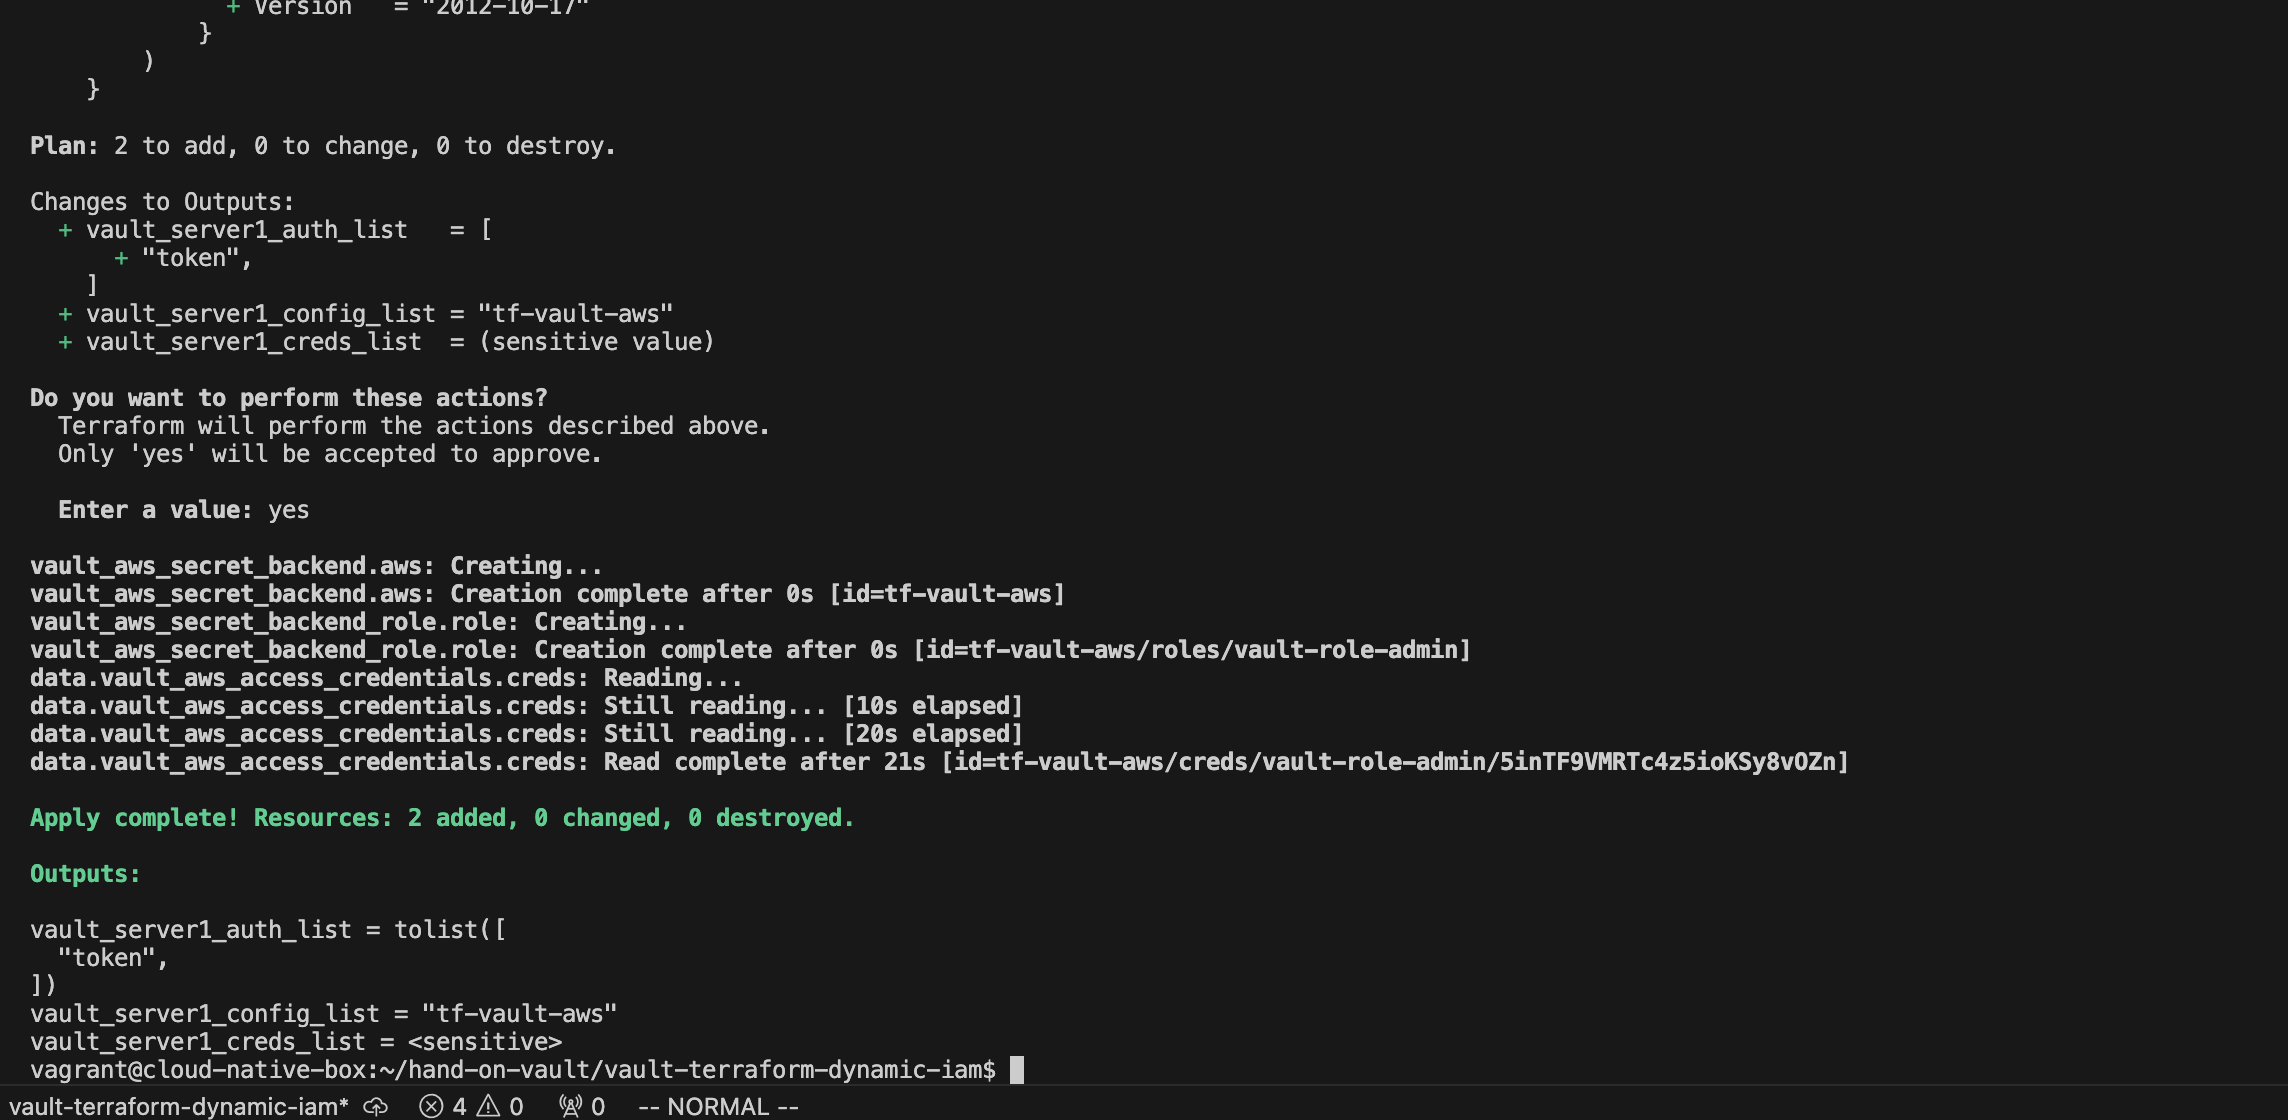 + Version   = "2012-10-17"
}
)
}
Plan: 2 to add, 0 to change, 0 to destroy.
Changes to Outputs:
+ vault_server1_auth_list   = [
+ "token",
]
+ vault_server1_config_list = "tf-vault-aws"
+ vault_server1_creds_list  = (sensitive value)
Do you want to perform these actions?
Terraform will perform the actions described above.
Only 'yes' will be accepted to approve.
Enter a value: yes
vault_aws_secret_backend.aws: Creating...
vault_aws_secret_backend.aws: Creation complete after 0s [id=tf-vault-aws]
vault_aws_secret_backend_role.role: Creating...
vault_aws_secret_backend_role.role: Creation complete after 0s [id=tf-vault-aws/roles/vault-role-admin]
data.vault_aws_access_credentials.creds: Reading...
data.vault_aws_access_credentials.creds: Still reading... [10s elapsed]
data.vault_aws_access_credentials.creds: Still reading... [20s elapsed]
data.vault_aws_access_credentials.creds: Read complete after 21s [id=tf-vault-aws/creds/vault-role-admin/5inTF9VMRTc4z5ioKSy8vOZn]
Apply complete! Resources: 2 added, 0 changed, 0 destroyed.
Outputs:
vault_server1_auth_list = tolist([
"token",
])
vault_server1_config_list = "tf-vault-aws"
vault_server1_creds_list = <sensitive>
vagrant@cloud-native-box:~/hand-on-vault/vault-terraform-dynamic-iam$
vault-terraform-dynamic-iam* 4 0 0 -- NORMAL --